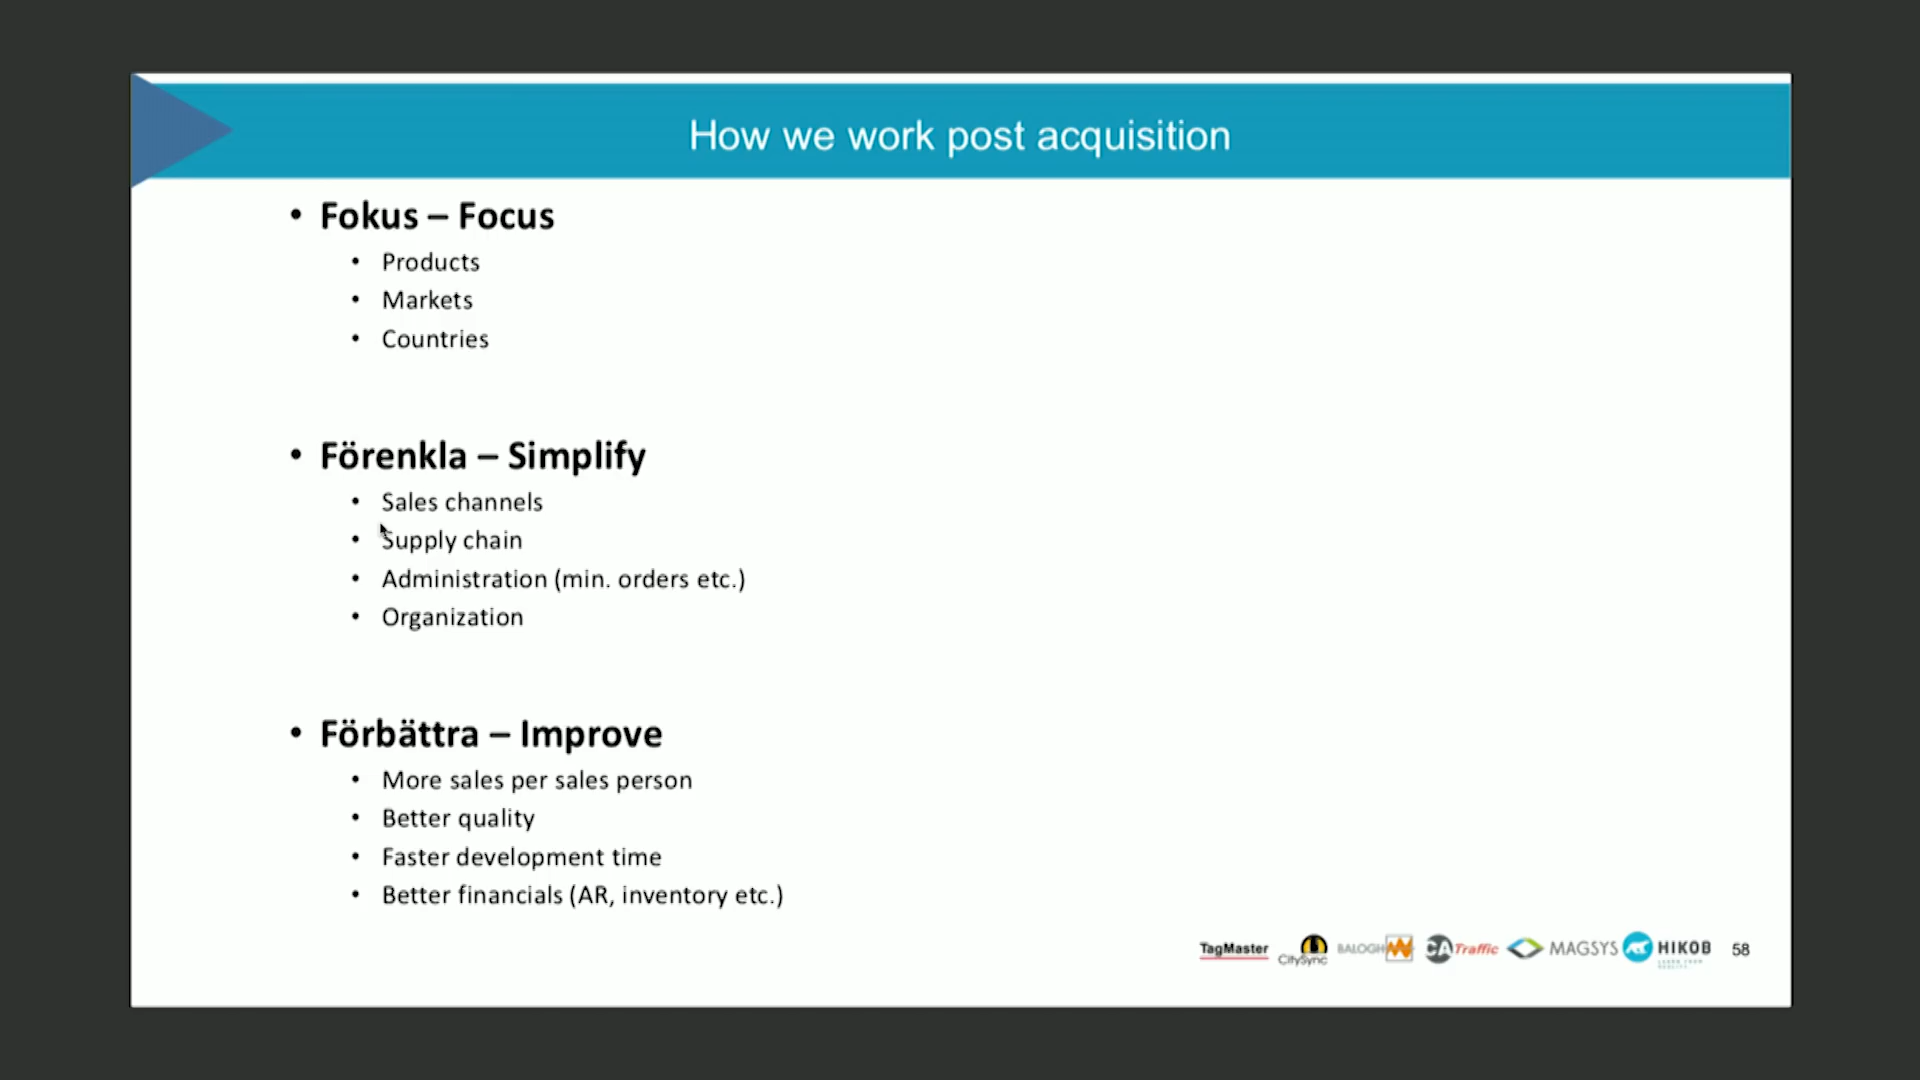 How we work post acquisition
• Fokus – Focus
• Products
• Markets
• Countries
• Förenkla – Simplify
• Sales channels
• Supply chain
• Administration (min. orders etc.)
• Organization
• Förbättra – Improve
• More sales per sales person
• Better quality
• Faster development time
• Better financials (AR, inventory etc.)
TagMaster CitySync BALOGH CA Traffic MAGSYS HIKOB 58